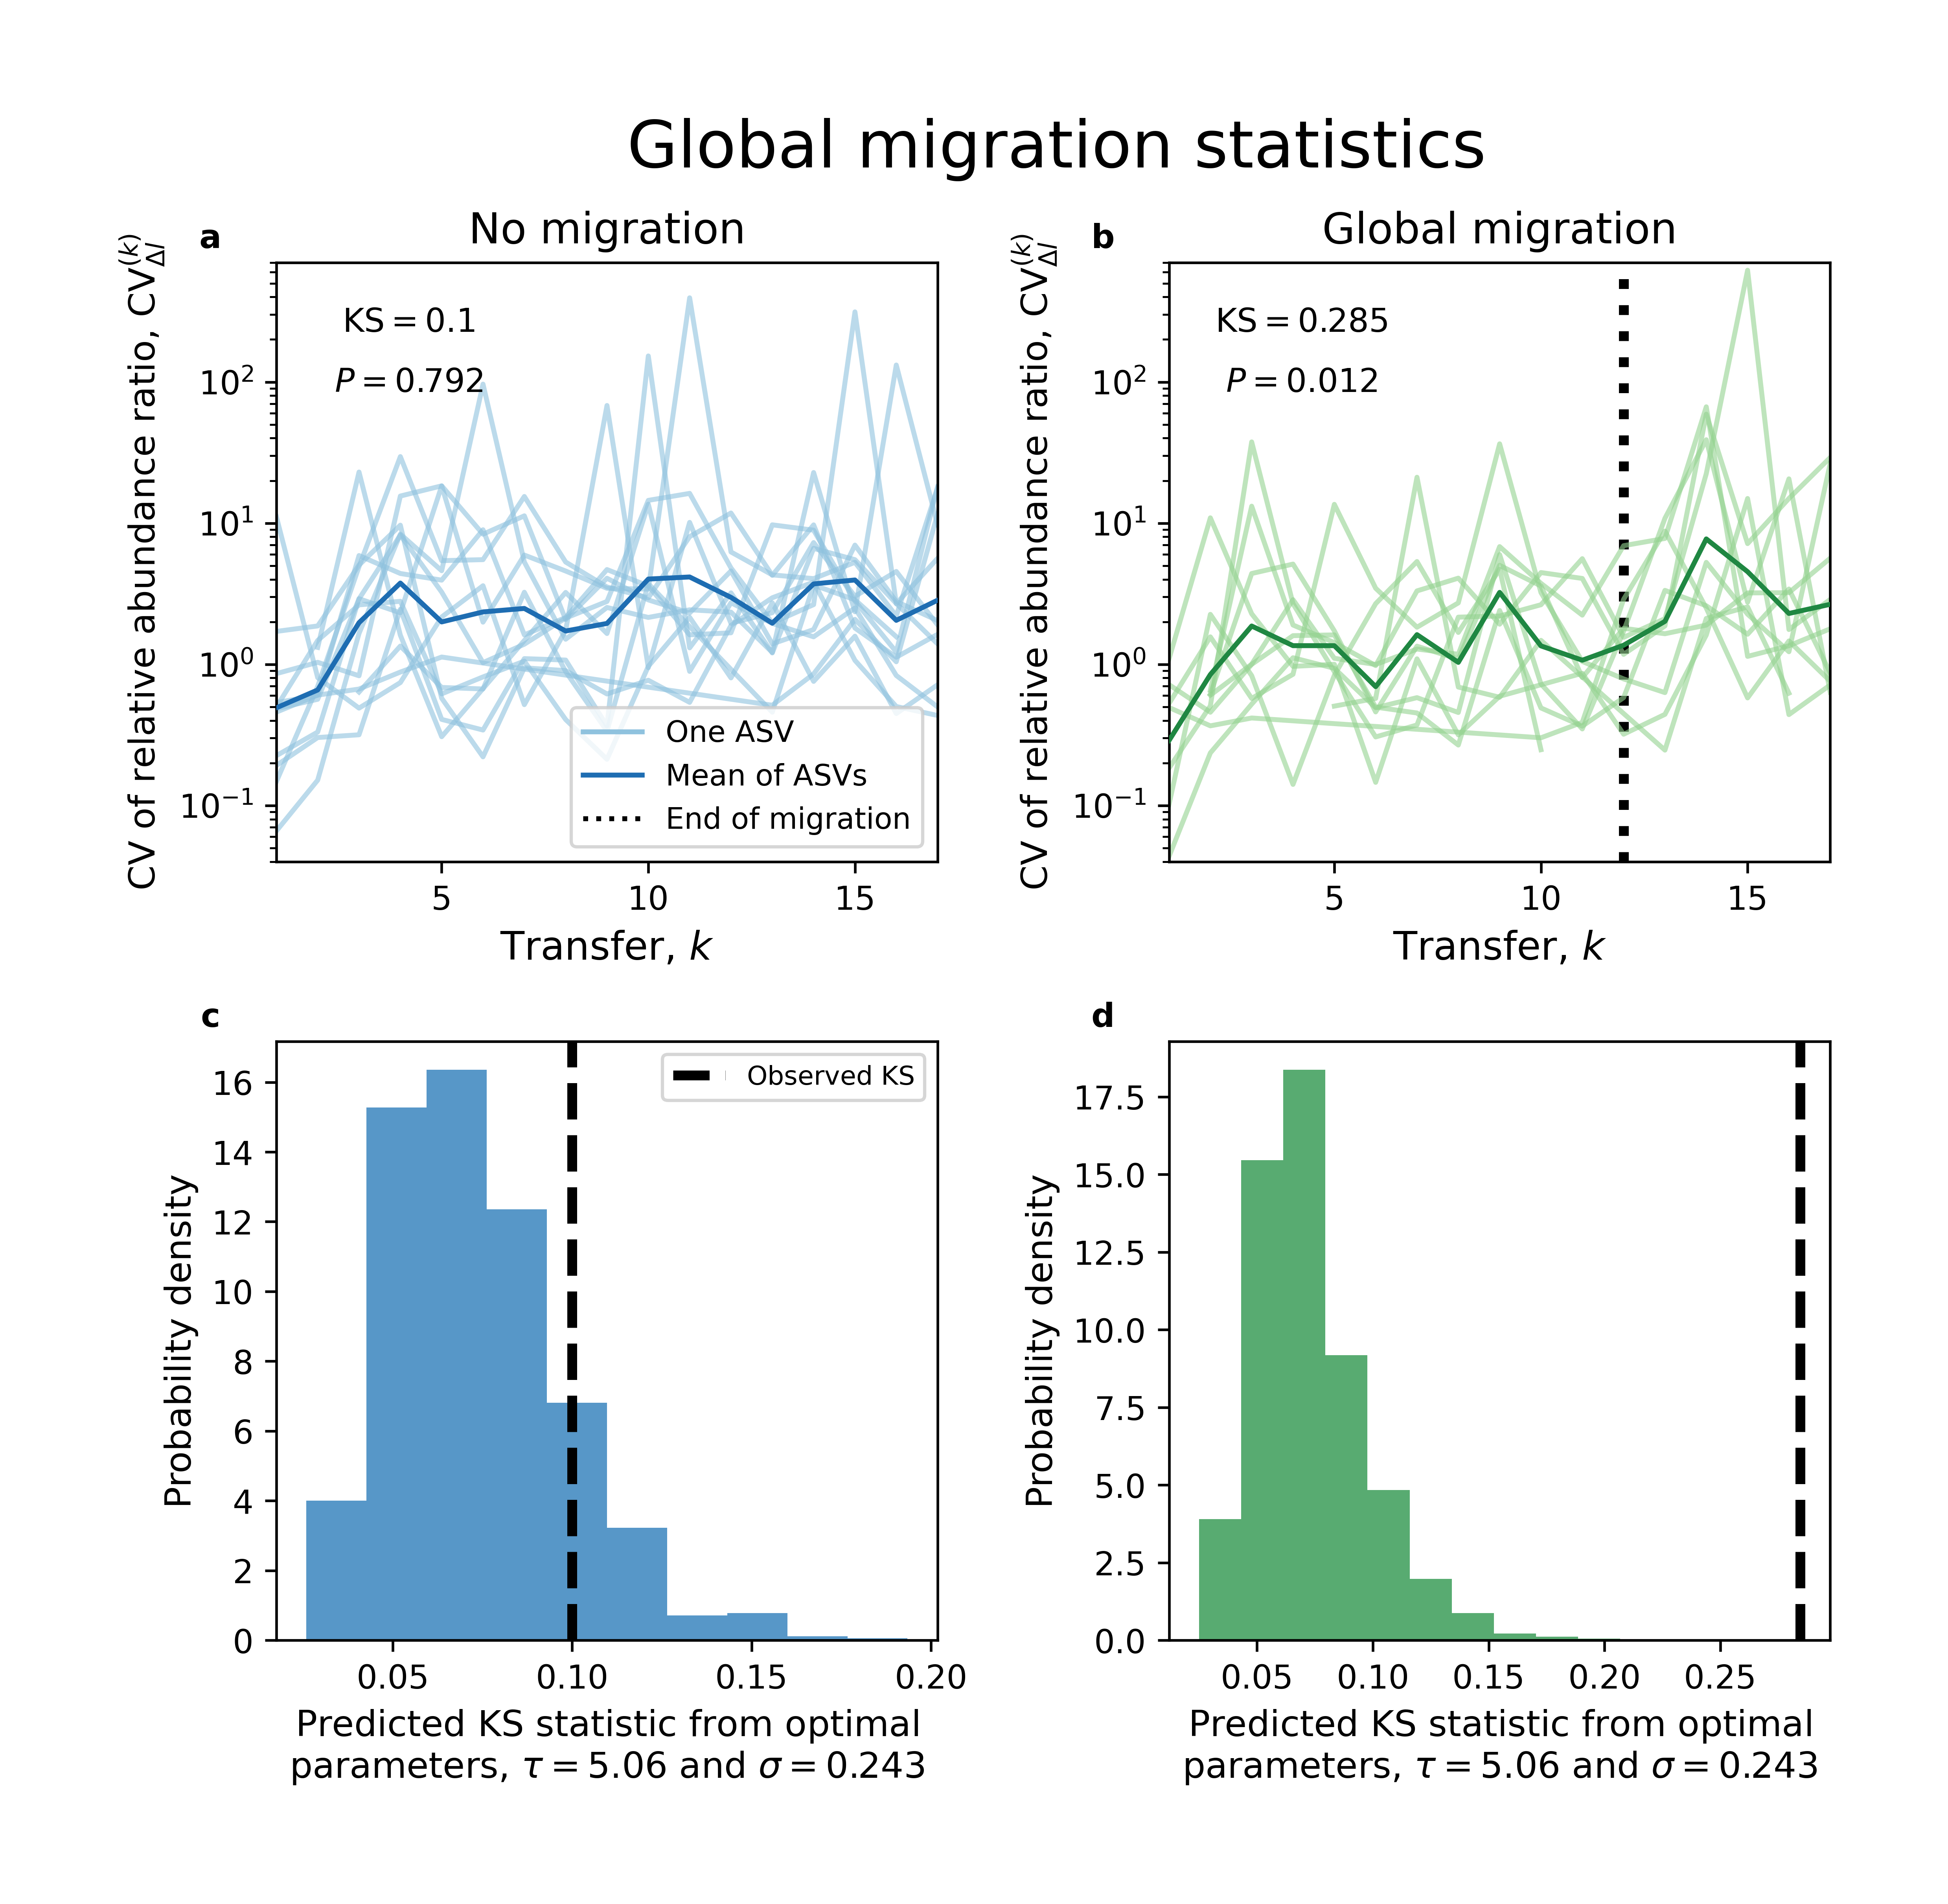 Global migration statistics
a
No migration
CV of relative abundance ratio, CV_{Δl}^{(k)}
KS = 0.1
P = 0.792
10^2
10^1
10^0
10^{-1}
One ASV
Mean of ASVs
End of migration
5 10 15
Transfer, k
b
Global migration
CV of relative abundance ratio, CV_{Δl}^{(k)}
KS = 0.285
P = 0.012
10^2
10^1
10^0
10^{-1}
5 10 15
Transfer, k
c
Probability density
Observed KS
16
14
12
10
8
6
4
2
0
0.05 0.10 0.15 0.20
Predicted KS statistic from optimal
parameters, τ = 5.06 and σ = 0.243
d
Probability density
17.5
15.0
12.5
10.0
7.5
5.0
2.5
0.0
0.05 0.10 0.15 0.20 0.25
Predicted KS statistic from optimal
parameters, τ = 5.06 and σ = 0.243